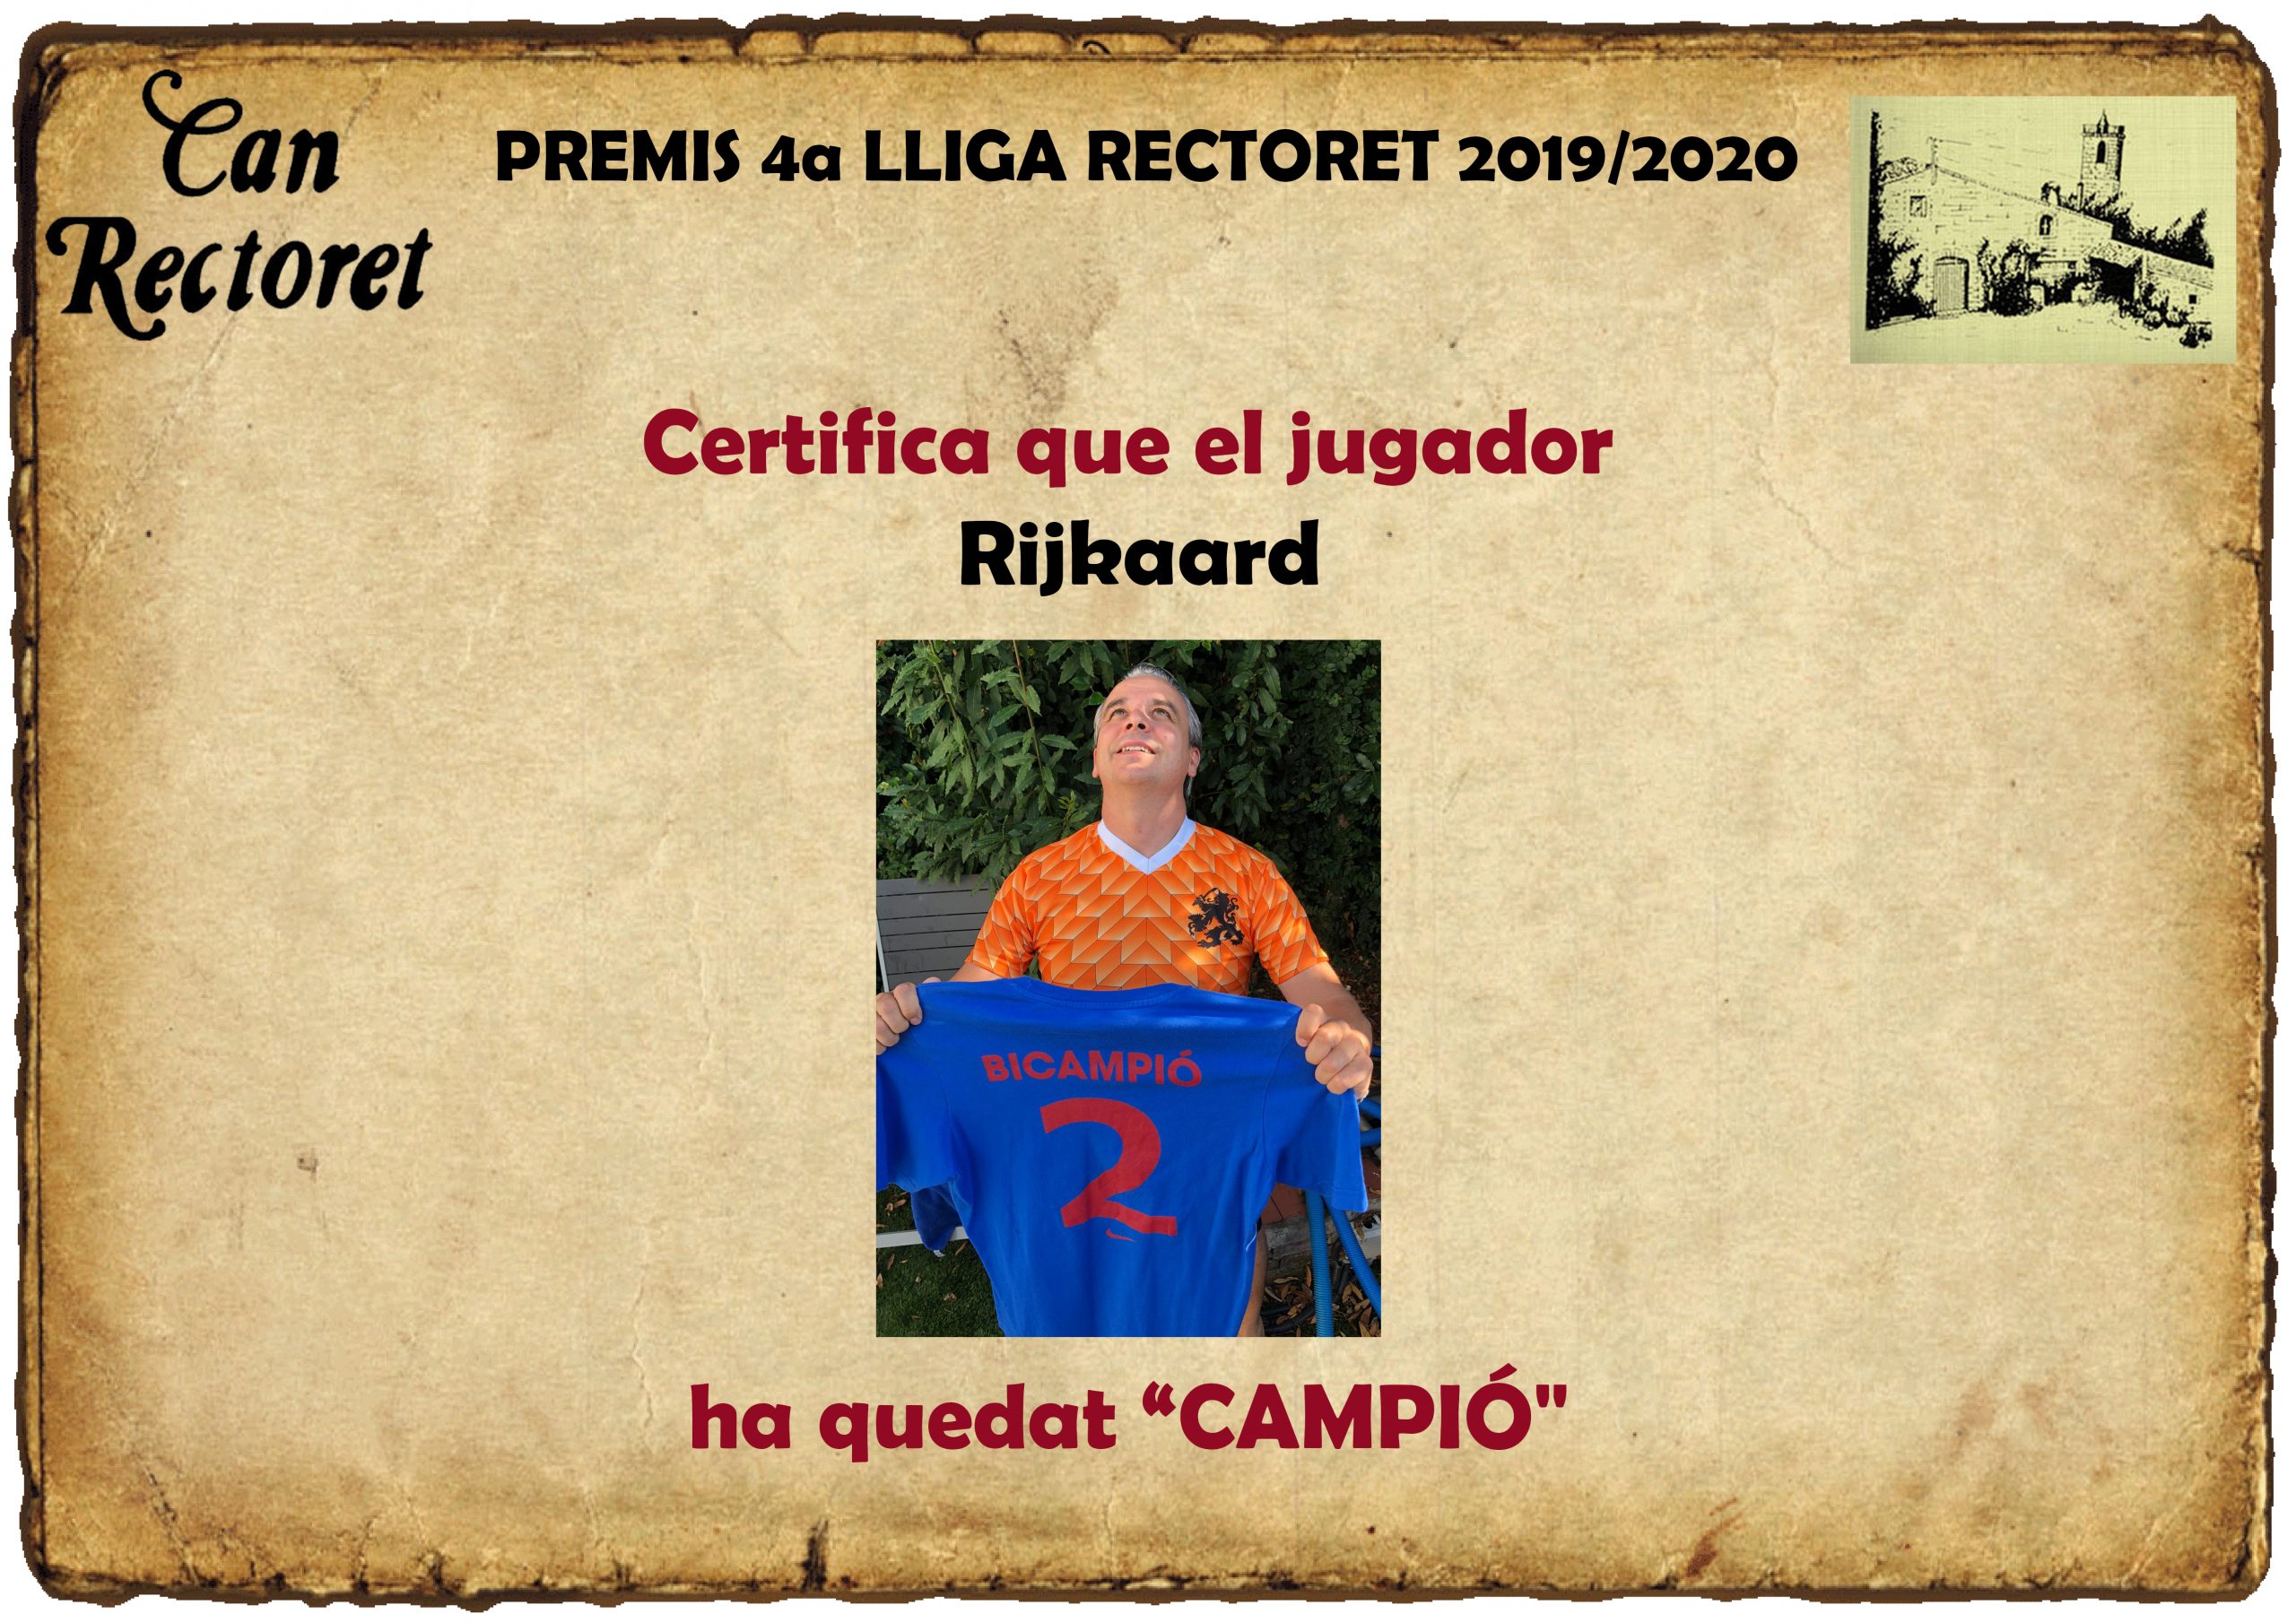 Can
Rectoret
PREMIS 4a LLIGA RECTORET 2019/2020
Certifica que el jugador
Rijkaard
BICAMPIÓ
2
ha quedat “CAMPIÓ"